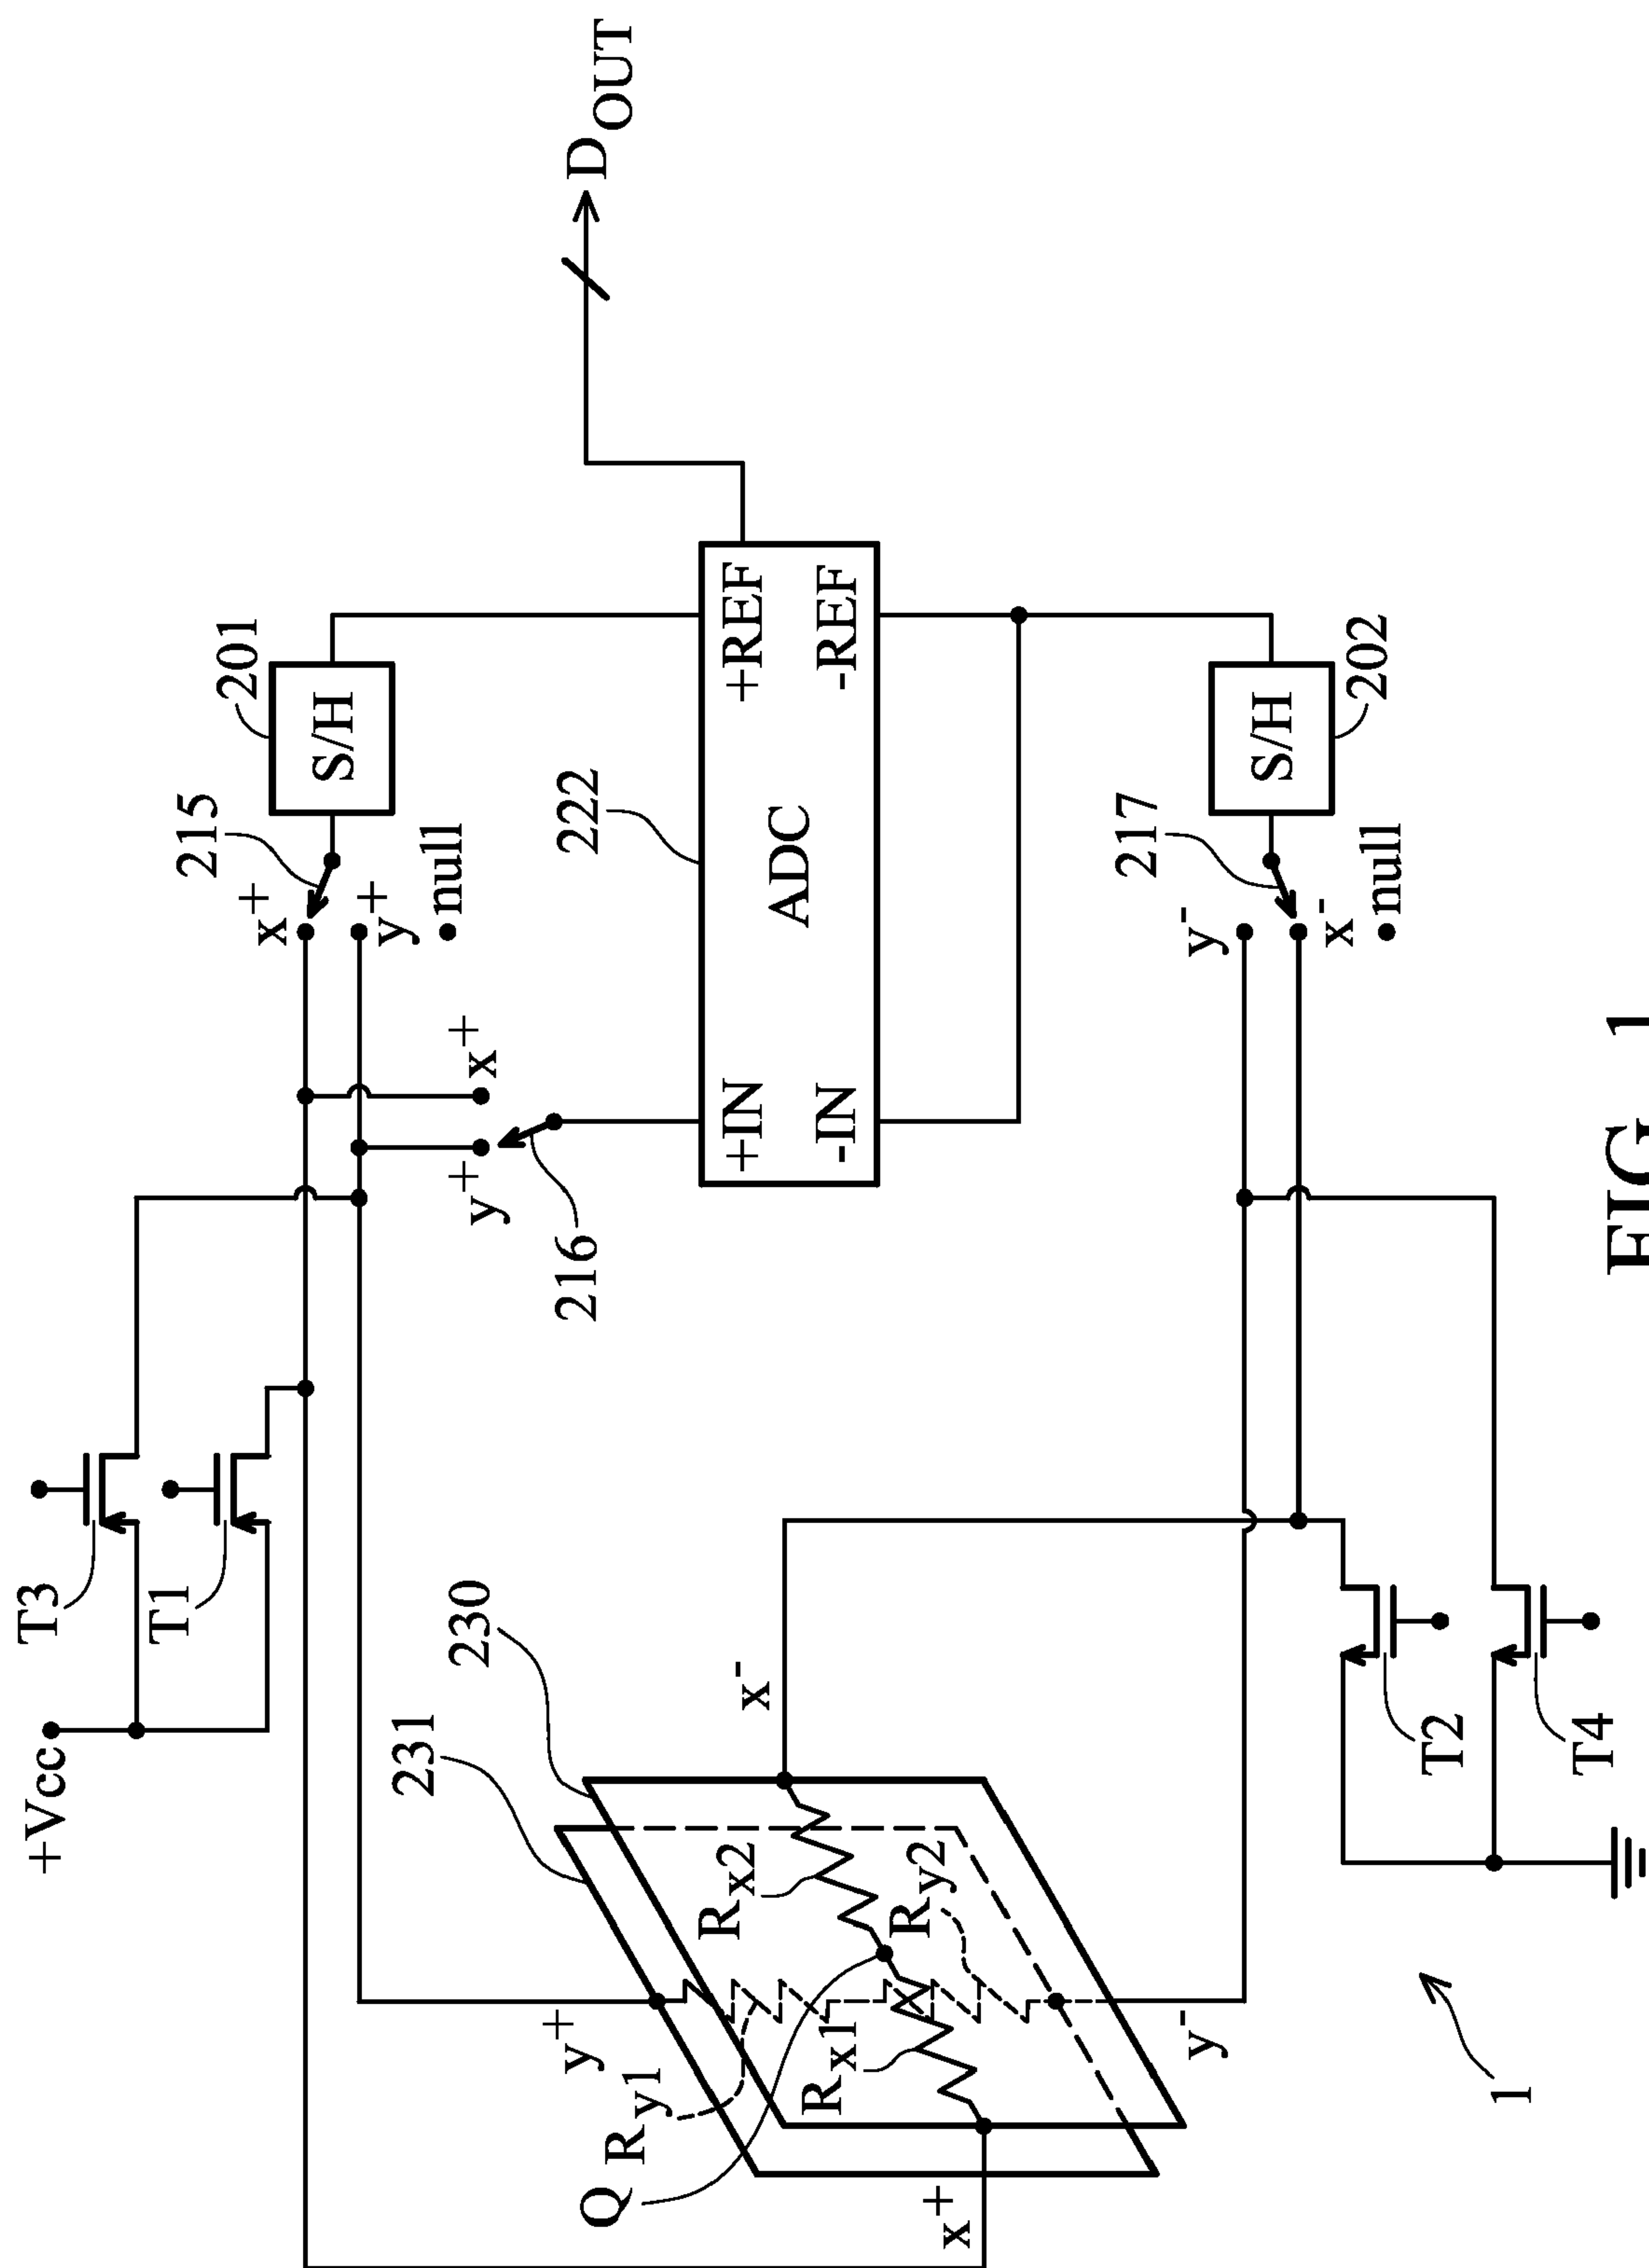 +Vcc
T3
T1
x+
215
201
S/H
y+
null
y+
x+
216
222
+IN
+REF
ADC
-IN
-REF
D OUT
231
230
y+
x-
Ry1
Rx2
Q
Rx1
Ry2
x+
y-
y-
217
x-
null
S/H
202
T2
T4
1
FIG. 1